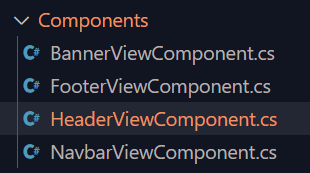 Components
C# BannerViewComponent.cs
C# FooterViewComponent.cs
C# HeaderViewComponent.cs
C# NavbarViewComponent.cs